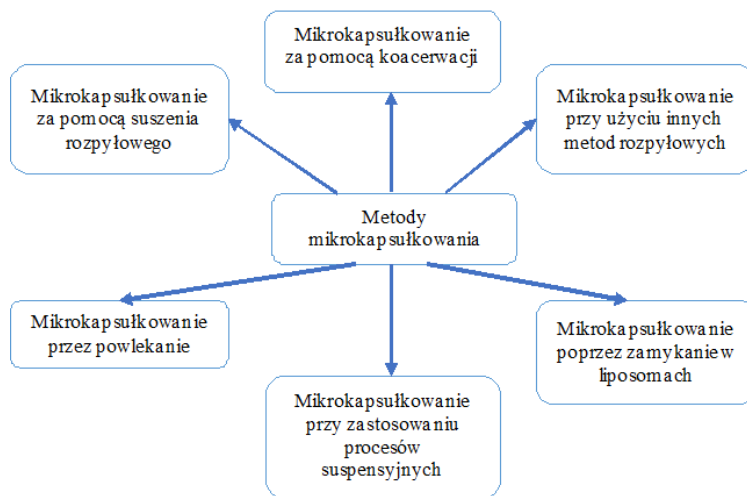 Mikrokapsułkowanie
za pomocą koacerwacji
Mikrokapsułkowanie
za pomocą suszenia
rozpyłowego
Mikrokapsułkowanie
przy użyciu innych
metod rozpyłowych
Metody
mikrokapsułkowania
Mikrokapsułkowanie
przez powlekanie
Mikrokapsułkowanie
przy zastosowaniu
procesów
suspensyjnych
Mikrokapsułkowanie
poprzez zamykanie w
liposomach